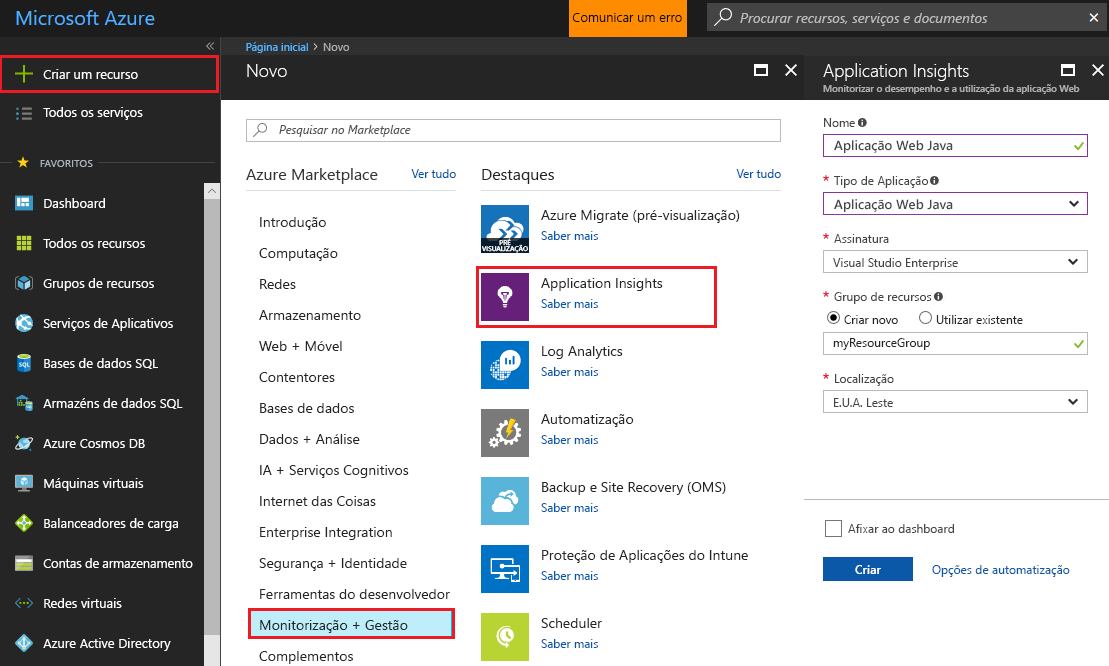 Microsoft Azure
Comunicar um erro
Procurar recursos, serviços e documentos
Criar um recurso
Todos os serviços
FAVORITOS
Dashboard
Todos os recursos
Grupos de recursos
Serviços de Aplicativos
Bases de dados SQL
Armazéns de dados SQL
Azure Cosmos DB
Máquinas virtuais
Balanceadores de carga
Contas de armazenamento
Redes virtuais
Azure Active Directory
Página inicial > Novo
Novo
Pesquisar no Marketplace
Azure Marketplace Ver tudo
Introdução
Computação
Redes
Armazenamento
Web + Móvel
Contentores
Bases de dados
Dados + Análise
IA + Serviços Cognitivos
Internet das Coisas
Enterprise Integration
Segurança + Identidade
Ferramentas do desenvolvedor
Monitorização + Gestão
Complementos
Destaques Ver tudo
PRÉ
VISUALIZAÇÃO
Azure Migrate (pré-visualização)
Saber mais
Application Insights
Saber mais
Log Analytics
Saber mais
Automatização
Saber mais
Backup e Site Recovery (OMS)
Saber mais
Proteção de Aplicações do Intune
Saber mais
Scheduler
Saber mais
Application Insights
Monitorizar o desempenho e a utilização da aplicação Web
Nome
Aplicação Web Java
* Tipo de Aplicação
Aplicação Web Java
* Assinatura
Visual Studio Enterprise
* Grupo de recursos
Criar novo Utilizar existente
myResourceGroup
* Localização
E.U.A. Leste
Afixar ao dashboard
Criar Opções de automatização